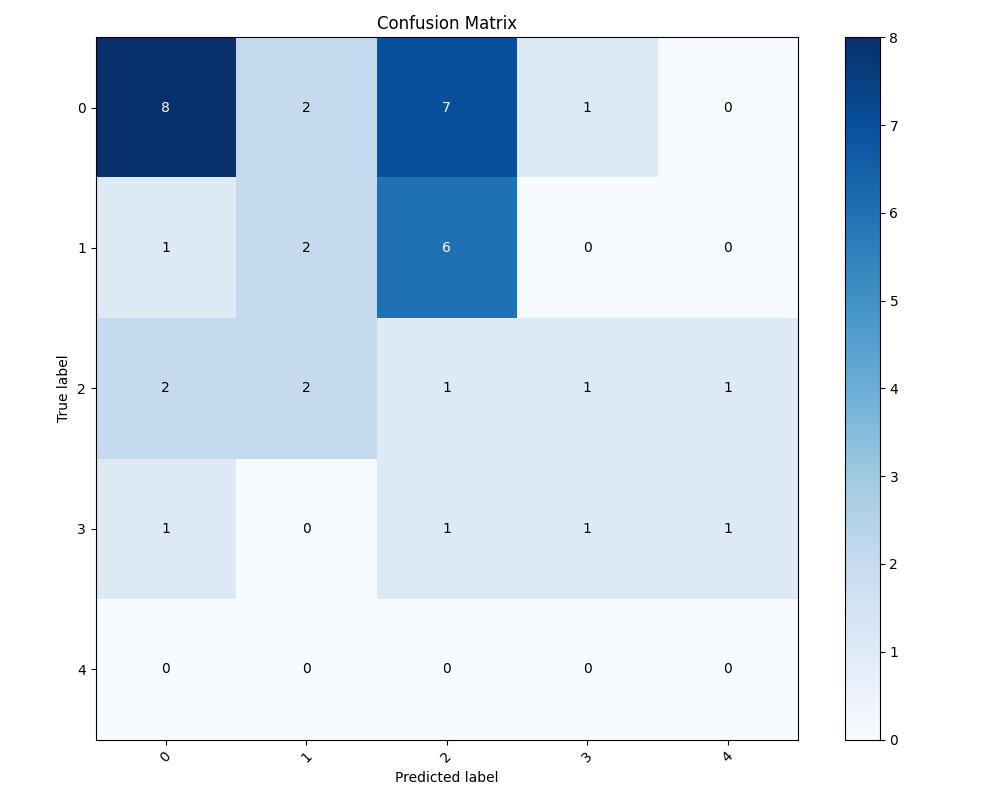 Confusion Matrix
0 8 2 7 1 0
1 1 2 6 0 0
2 2 2 1 1 1
3 1 0 1 1 1
4 0 0 0 0 0
0 1 2 3 4
True label
Predicted label
8
7
6
5
4
3
2
1
0